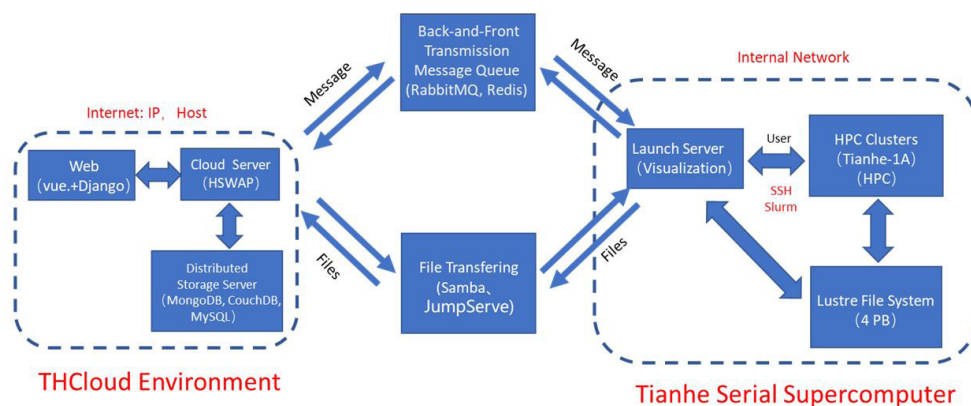 Back-and-Front
Transmission
Message Queue
(RabbitMQ, Redis)
Message
Message
Internal Network
Internet: IP、Host
Web
(vue.+Django)
Cloud Server
(HSWAP)
Launch Server
(Visualization)
User
SSH
Slurm
HPC Clusters
(Tianhe-1A)
(HPC)
Distributed
Storage Server
(MongoDB, CouchDB,
MySQL)
Files
Files
File Transfering
(Samba、
JumpServe)
Lustre File System
(4 PB)
THCloud Environment
Tianhe Serial Supercomputer